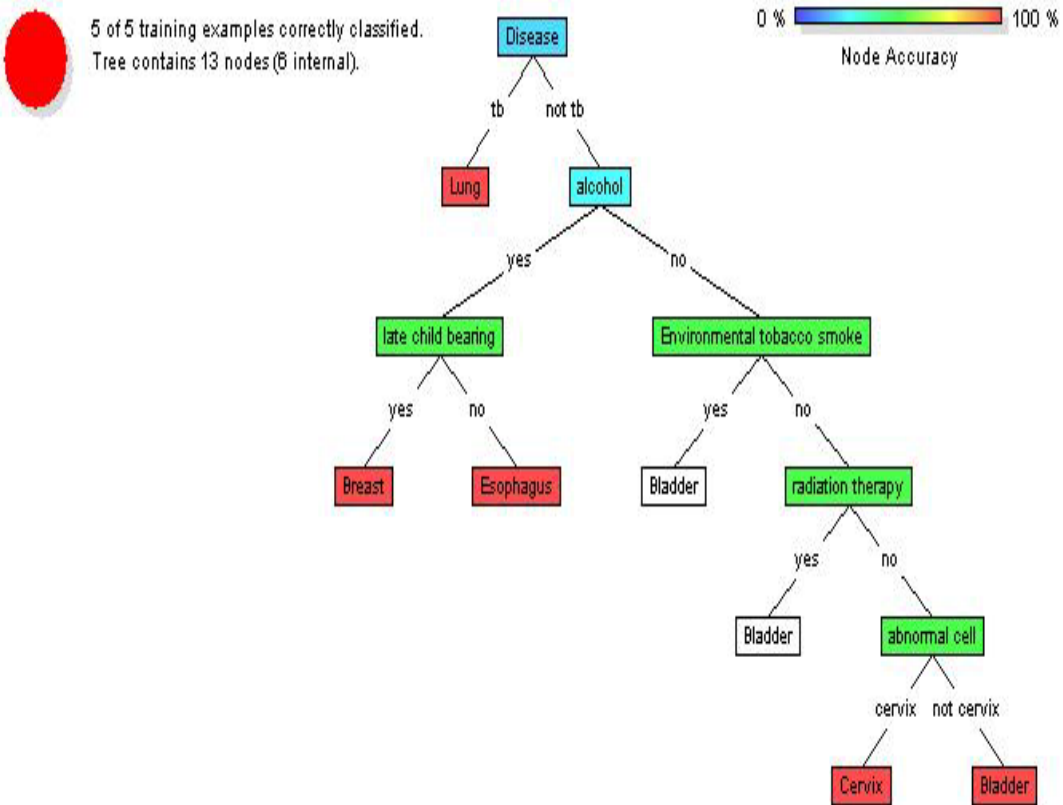 5 of 5 training examples correctly classified.
Tree contains 13 nodes (6 internal).
0 %
100 %
Node Accuracy
Disease
tb
not tb
Lung
alcohol
yes
no
late child bearing
Environmental tobacco smoke
yes
no
yes
no
Breast
Esophagus
Bladder
radiation therapy
yes
no
Bladder
abnormal cell
cervix
not cervix
Cervix
Bladder